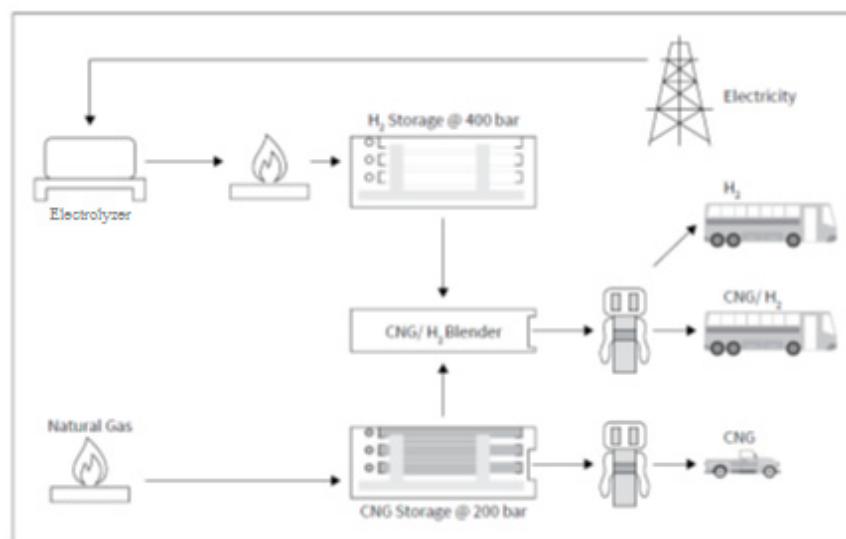 H₂ Storage @ 400 bar
Electricity
Electrolyzer
H₂
CNG/ H₂ Blender
CNG/ H₂
Natural Gas
CNG
CNG Storage @ 200 bar